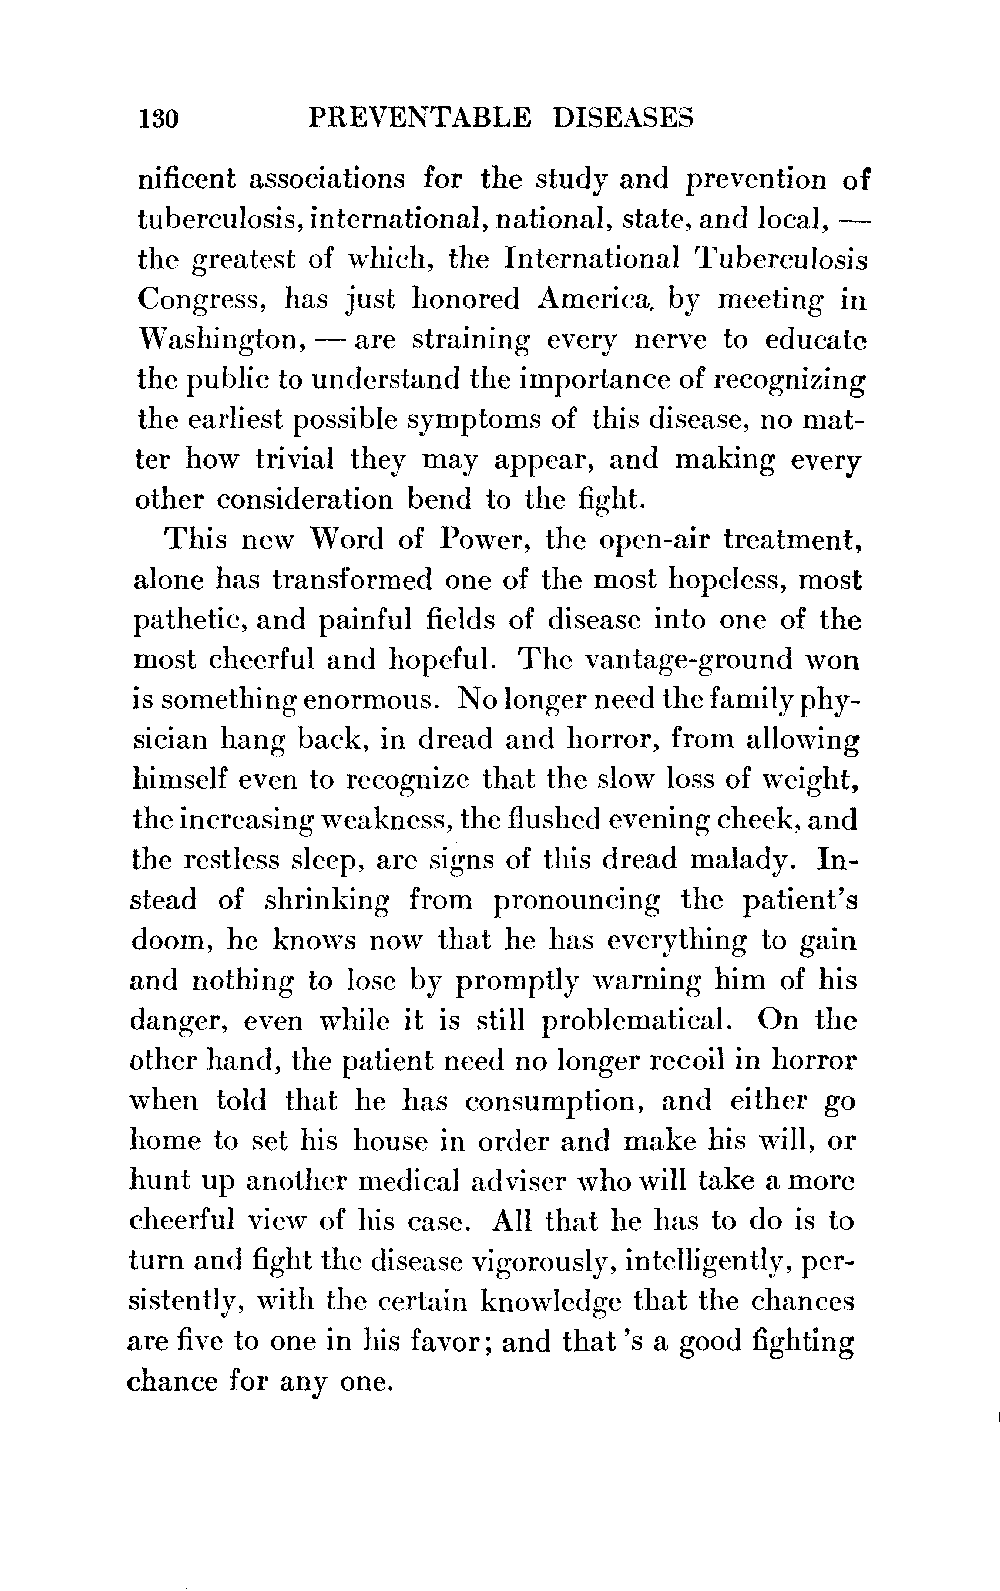 130 PREVENTABLE DISEASES
nificent associations for the study and prevention of
tuberculosis, international, national, state, and local, —
the greatest of which, the International Tuberculosis
Congress, has just honored America, by meeting in
Washington, — are straining every nerve to educate
the public to understand the importance of recognizing
the earliest possible symptoms of this disease, no mat-
ter how trivial they may appear, and making every
other consideration bend to the fight.
This new Word of Power, the open-air treatment,
alone has transformed one of the most hopeless, most
pathetic, and painful fields of disease into one of the
most cheerful and hopeful. The vantage-ground won
is something enormous. No longer need the family phy-
sician hang back, in dread and horror, from allowing
himself even to recognize that the slow loss of weight,
the increasing weakness, the flushed evening cheek, and
the restless sleep, are signs of this dread malady. In-
stead of shrinking from pronouncing the patient's
doom, he knows now that he has everything to gain
and nothing to lose by promptly warning him of his
danger, even while it is still problematical. On the
other hand, the patient need no longer recoil in horror
when told that he has consumption, and either go
home to set his house in order and make his will, or
hunt up another medical adviser who will take a more
cheerful view of his case. All that he has to do is to
turn and fight the disease vigorously, intelligently, per-
sistently, with the certain knowledge that the chances
are five to one in his favor; and that 's a good fighting
chance for any one.